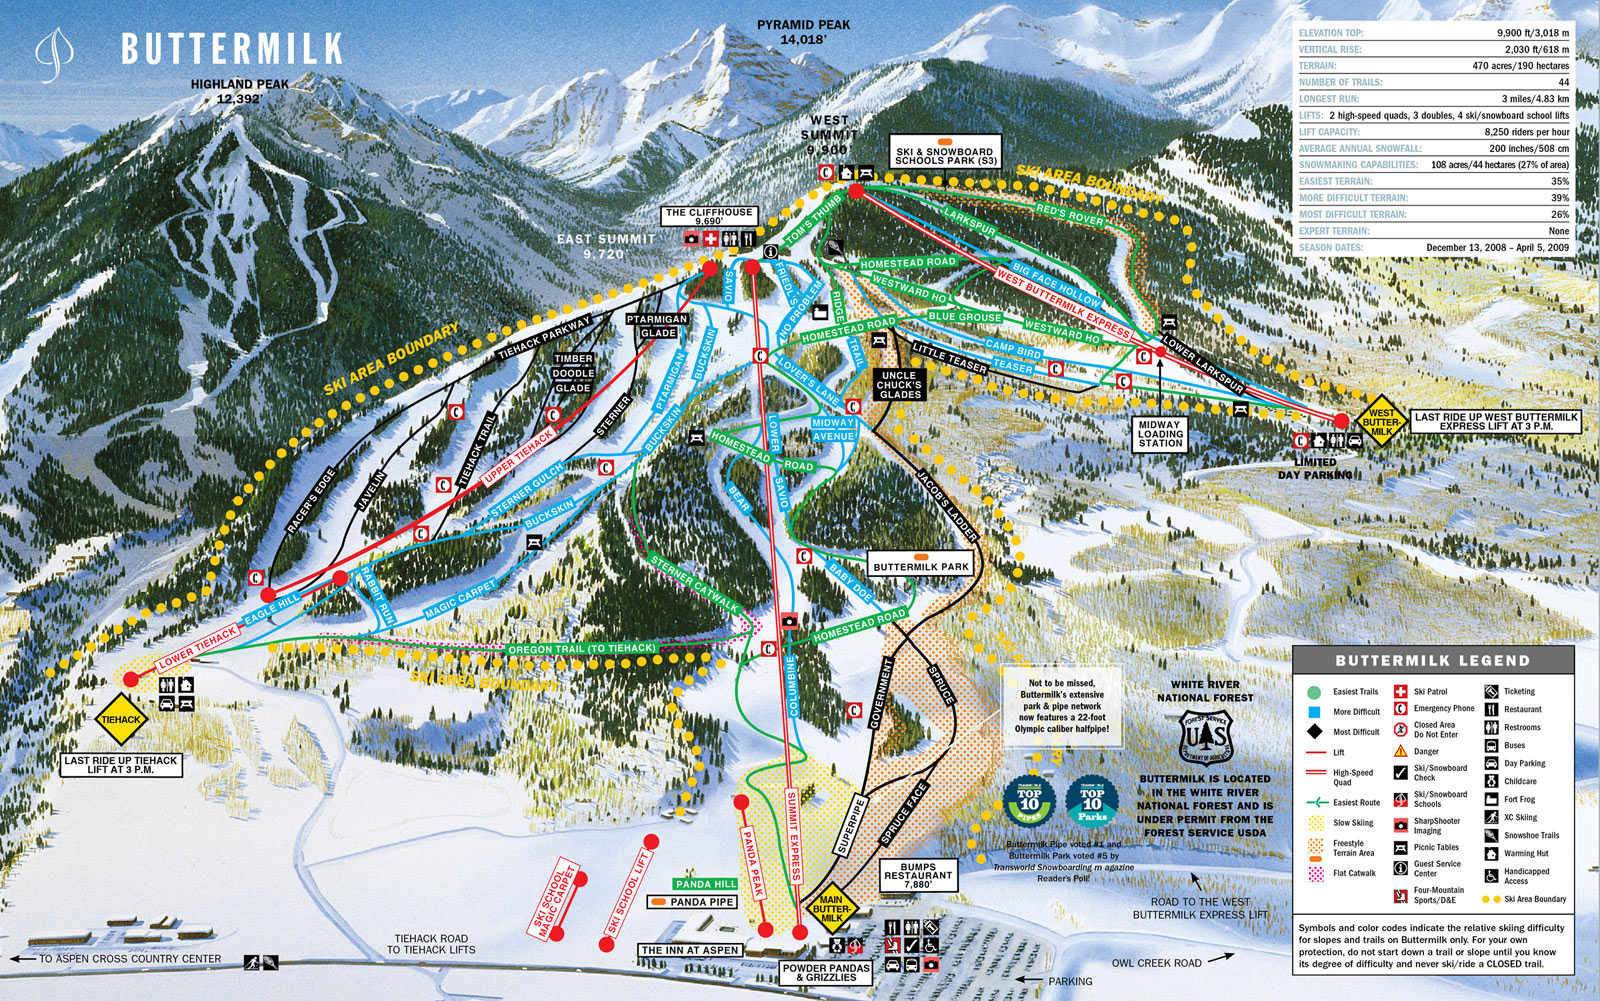 BUTTERMILK
HIGHLAND PEAK
12,392'
PYRAMID PEAK
14,018'
WEST
SUMMIT
9,900'
SKI & SNOWBOARD
SCHOOLS PARK (S3)
SKI AREA BOUNDARY
THE CLIFFHOUSE
9,690'
EAST SUMMIT
9,720'
TOM'S THUMB
LARKSPUR
RED'S ROVER
HOMESTEAD ROAD
BIG FACE HOLLOW
WEST BUTTERMILK EXPRESS
WESTWARD HO
SAVIO
FRIEDL'S
NO PROBLEM
RIDGE
TRAIL
HOMESTEAD ROAD
BLUE GROUSE
WESTWARD HO
CAMP BIRD
TEASER
LITTLE TEASER
LOWER LARKSPUR
SKI AREA BOUNDARY
TIEHACK PARKWAY
PTARMIGAN
GLADE
TIMBER
DOODLE
GLADE
PTARMIGAN
BUCKSKIN
LOVER'S LANE
UNCLE
CHUCK'S
GLADES
MIDWAY
LOADING
STATION
WEST
BUTTER-
MILK
LAST RIDE UP WEST BUTTERMILK
EXPRESS LIFT AT 3 P.M.
LIMITED
DAY PARKING
STERNER
BUCKSKIN
MIDWAY
AVENUE
LOWER
SAVIO
HOMESTEAD
ROAD
TIEHACK TRAIL
UPPER TIEHACK
JAVELIN
RACER'S EDGE
STERNER GULCH
BUCKSKIN
BEAR
JACOB'S LADDER
BUTTERMILK PARK
RABBIT RUN
MAGIC CARPET
EAGLE HILL
LOWER TIEHACK
STERNER CATWALK
BABY DOE
HOMESTEAD ROAD
OREGON TRAIL (TO TIEHACK)
SKI AREA BOUNDARY
COLUMBINE
GOVERNMENT
SPRUCE
TIEHACK
LAST RIDE UP TIEHACK
LIFT AT 3 P.M.
SUMMIT EXPRESS
SUPERPIPE
SPRUCE FACE
PANDA PEAK
PANDA HILL
PANDA PIPE
SKI SCHOOL
MAGIC CARPET
SKI SCHOOL LIFT
BUMPS
RESTAURANT
7,880'
MAIN
BUTTER-
MILK
THE INN AT ASPEN
POWDER PANDAS
& GRIZZLIES
TIEHACK ROAD
TO TIEHACK LIFTS
TO ASPEN CROSS COUNTRY CENTER
PARKING
OWL CREEK ROAD
ROAD TO THE WEST
BUTTERMILK EXPRESS LIFT
Not to be missed,
Buttermilk's extensive
park & pipe network
now features a 22-foot
Olympic caliber halfpipe!
TOP
10
PIPES
TOP
10
Parks
Buttermilk Pipe voted #1 and
Buttermilk Park voted #5 by
Transworld Snowboarding m agazine
Reader's Poll!
WHITE RIVER
NATIONAL FOREST
FOREST SERVICE
U S
DEPARTMENT OF AGRICULTURE
BUTTERMILK IS LOCATED
IN THE WHITE RIVER
NATIONAL FOREST AND IS
UNDER PERMIT FROM THE
FOREST SERVICE USDA
ELEVATION TOP: 9,900 ft/3,018 m
VERTICAL RISE: 2,030 ft/618 m
TERRAIN: 470 acres/190 hectares
NUMBER OF TRAILS: 44
LONGEST RUN: 3 miles/4.83 km
LIFTS: 2 high-speed quads, 3 doubles, 4 ski/snowboard school lifts
LIFT CAPACITY: 8,250 riders per hour
AVERAGE ANNUAL SNOWFALL: 200 inches/508 cm
SNOWMAKING CAPABILITIES: 108 acres/44 hectares (27% of area)
EASIEST TERRAIN: 35%
MORE DIFFICULT TERRAIN: 39%
MOST DIFFICULT TERRAIN: 26%
EXPERT TERRAIN: None
SEASON DATES: December 13, 2008 – April 5, 2009
BUTTERMILK LEGEND
Easiest Trails
More Difficult
Most Difficult
Lift
High-Speed
Quad
Easiest Route
Slow Skiing
Freestyle
Terrain Area
Flat Catwalk
Ski Patrol
Emergency Phone
Closed Area
Do Not Enter
Danger
Ski/Snowboard
Check
Ski/Snowboard
Schools
SharpShooter
Imaging
Picnic Tables
Guest Service
Center
Four-Mountain
Sports/D&E
Ticketing
Restaurant
Restrooms
Buses
Day Parking
Childcare
Fort Frog
XC Skiing
Snowshoe Trails
Warming Hut
Handicapped
Access
Ski Area Boundary
Symbols and color codes indicate the relative skiing difficulty
for slopes and trails on Buttermilk only. For your own
protection, do not start down a trail or slope until you know
its degree of difficulty and never ski/ride a CLOSED trail.